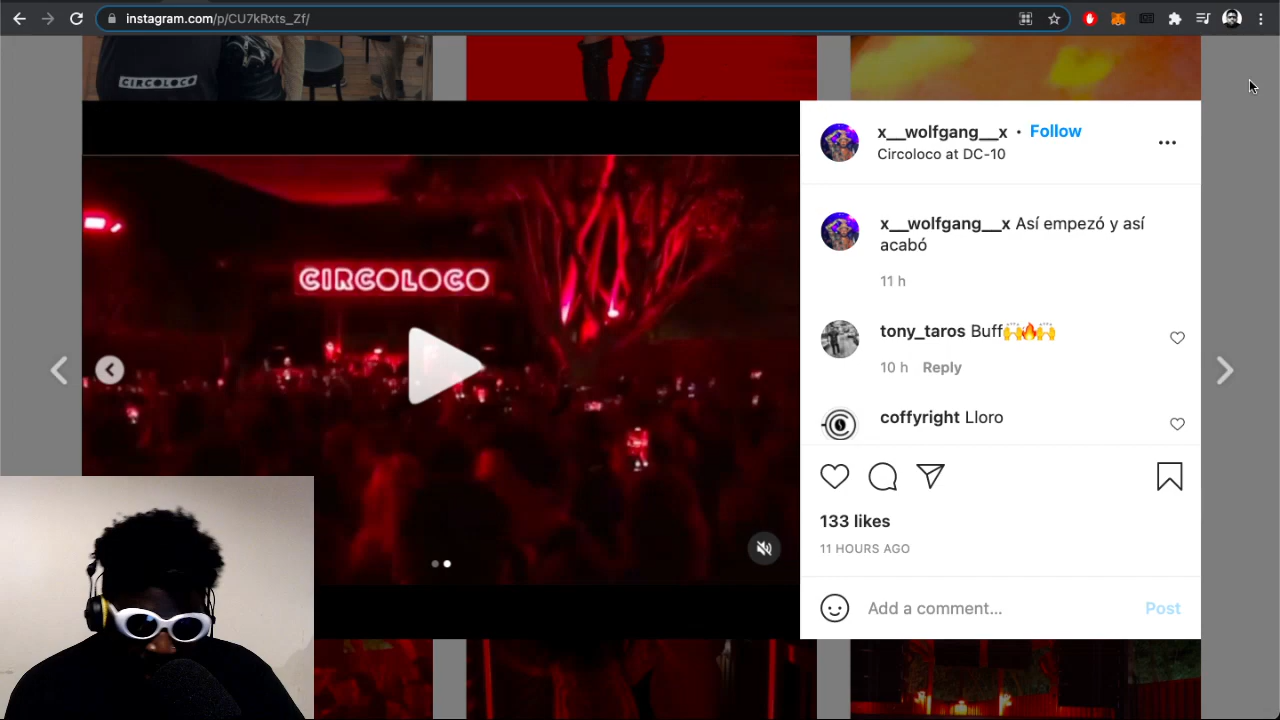 instagram.com/p/CU7kRxts_Zf/
CIRCOLOCO
x__wolfgang__x • Follow
Circoloco at DC-10
CIRCOLOCO
x__wolfgang__x Así empezó y así
acabó
11 h
tony_taros Buff🙌🔥🙌
10 h Reply
coffyright Lloro
133 likes
11 HOURS AGO
Add a comment... Post